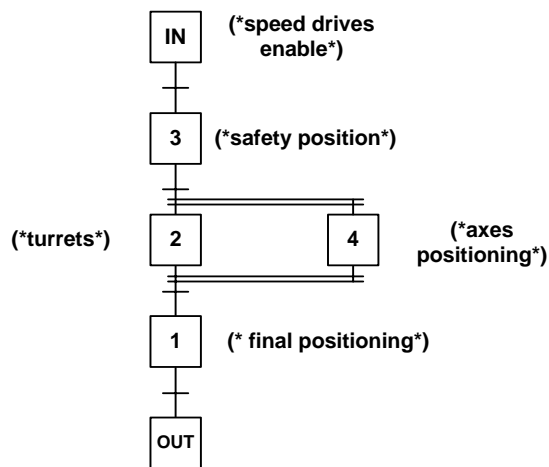 IN
(*speed drives
enable*)
3
(*safety position*)
(*turrets*)
2
4
(*axes
positioning*)
1
(* final positioning*)
OUT